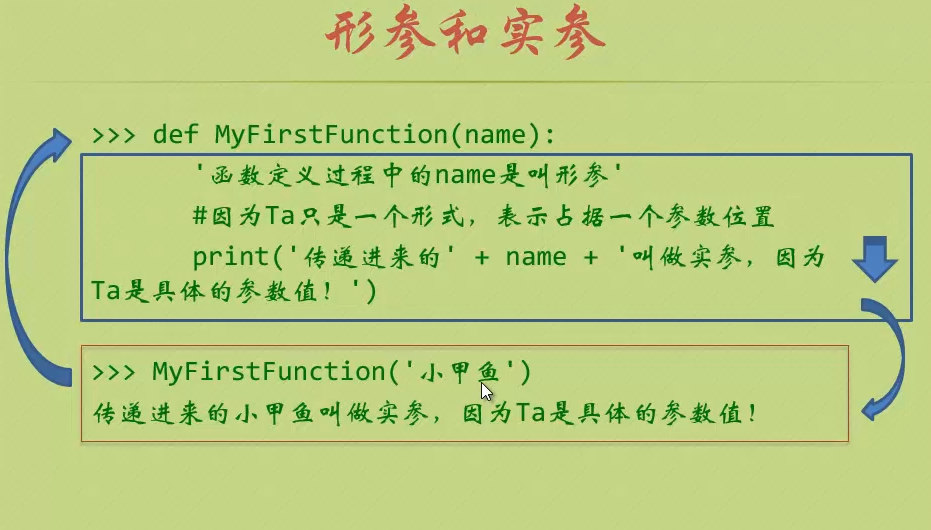 形参和实参
>>> def MyFirstFunction(name):
'函数定义过程中的name是叫形参'
#因为Ta只是一个形式，表示占据一个参数位置
print('传递进来的' + name + '叫做实参，因为
Ta是具体的参数值！')
>>> MyFirstFunction('小甲鱼')
传递进来的小甲鱼叫做实参，因为Ta是具体的参数值！